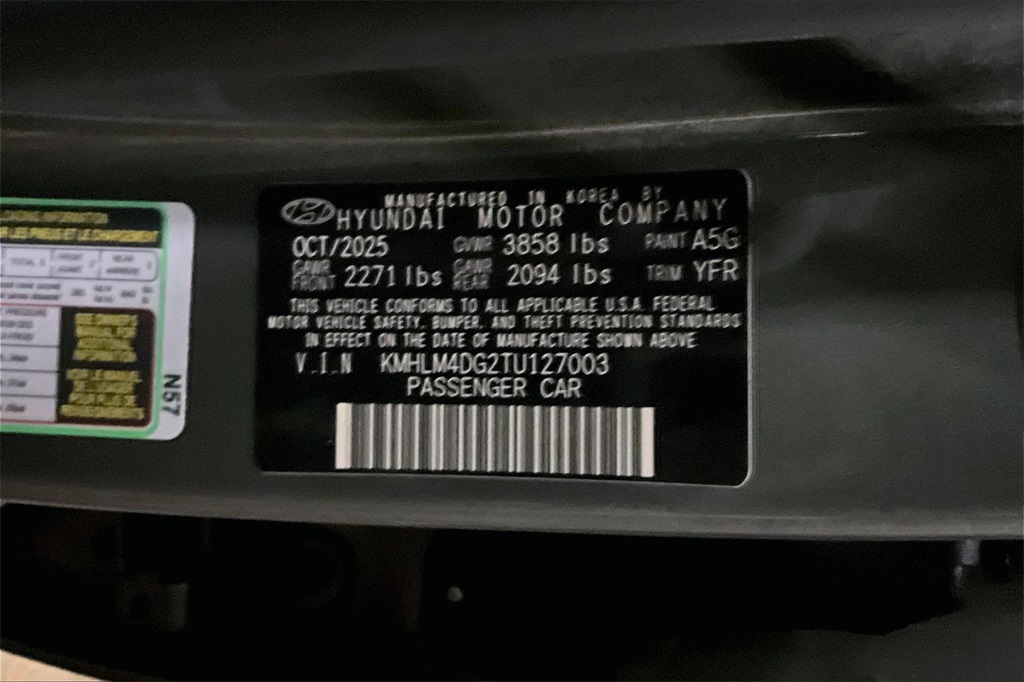 MANUFACTURED IN KOREA BY
HYUNDAI MOTOR COMPANY
OCT/2025 GVWR 3858 lbs PAINT A5G
GAWR FRONT 2271 lbs GAWR REAR 2094 lbs TRIM YFR
THIS VEHICLE CONFORMS TO ALL APPLICABLE U.S.A. FEDERAL
MOTOR VEHICLE SAFETY, BUMPER, AND THEFT PREVENTION STANDARDS
IN EFFECT ON THE DATE OF MANUFACTURE SHOWN ABOVE
V.I.N KMHLM4DG2TU127003
PASSENGER CAR
N57